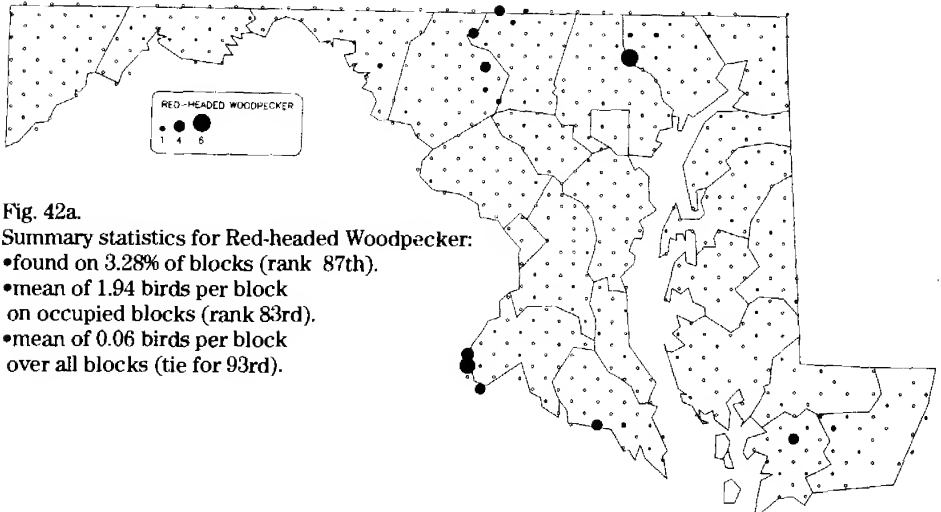 RED-HEADED WOODPECKER
1 4 6
Fig. 42a.
Summary statistics for Red-headed Woodpecker:
•found on 3.28% of blocks (rank 87th).
•mean of 1.94 birds per block
on occupied blocks (rank 83rd).
•mean of 0.06 birds per block
over all blocks (tie for 93rd).